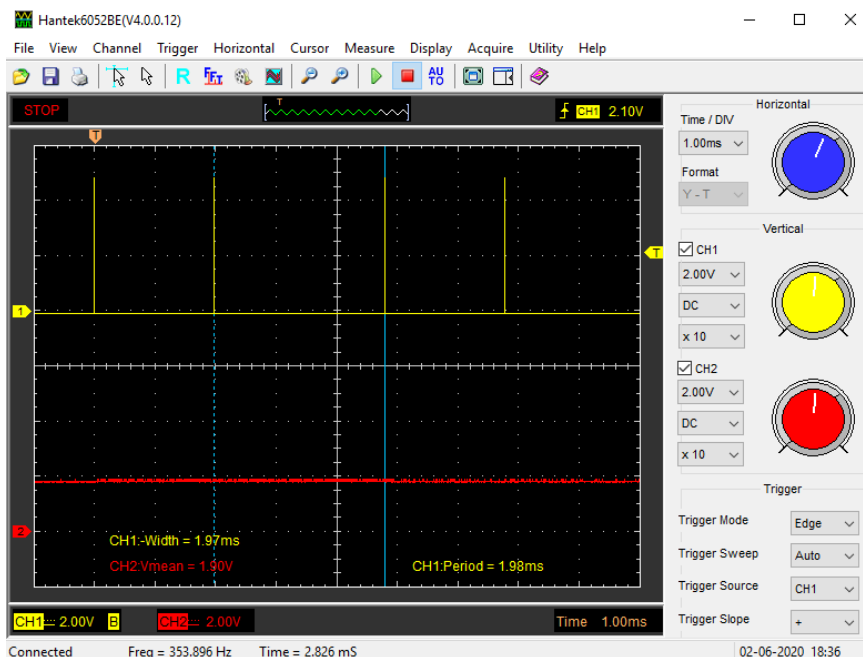 Hantek6052BE(V4.0.0.12)
File View Channel Trigger Horizontal Cursor Measure Display Acquire Utility Help
R FFT AUTO
STOP T CH1 2.10V
T
T
1
2
CH1:-Width = 1.97ms
CH2:Vmean = 1.90V CH1:Period = 1.98ms
CH1 2.00V B CH2 2.00V Time 1.00ms
Horizontal
Time / DIV
1.00ms
Format
Y - T
Vertical
CH1
2.00V
DC
x 10
CH2
2.00V
DC
x 10
Trigger
Trigger Mode Edge
Trigger Sweep Auto
Trigger Source CH1
Trigger Slope +
Connected Freq = 353.896 Hz Time = 2.826 mS 02-06-2020 18:36